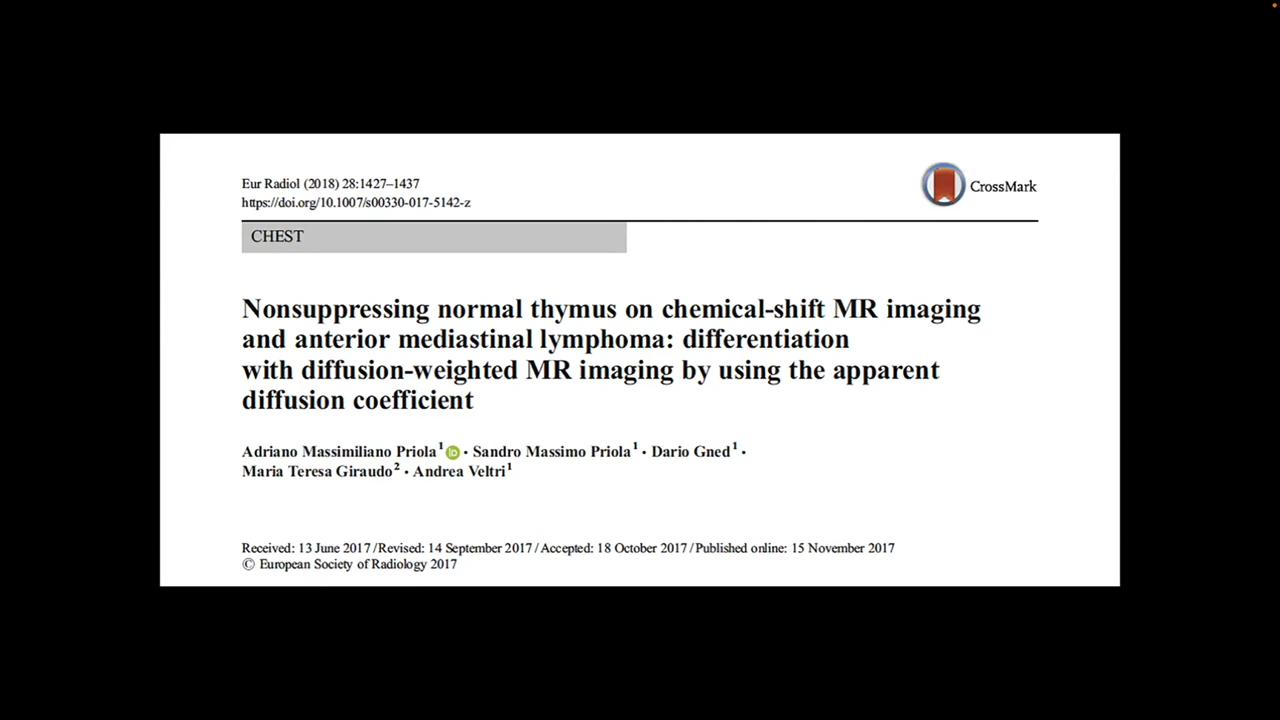 Eur Radiol (2018) 28:1427–1437
https://doi.org/10.1007/s00330-017-5142-z
CrossMark
CHEST
Nonsuppressing normal thymus on chemical-shift MR imaging
and anterior mediastinal lymphoma: differentiation
with diffusion-weighted MR imaging by using the apparent
diffusion coefficient
Adriano Massimiliano Priola1 iD · Sandro Massimo Priola1 · Dario Gned1 ·
Maria Teresa Giraudo2 · Andrea Veltri1
Received: 13 June 2017 / Revised: 14 September 2017 / Accepted: 18 October 2017 / Published online: 15 November 2017
© European Society of Radiology 2017